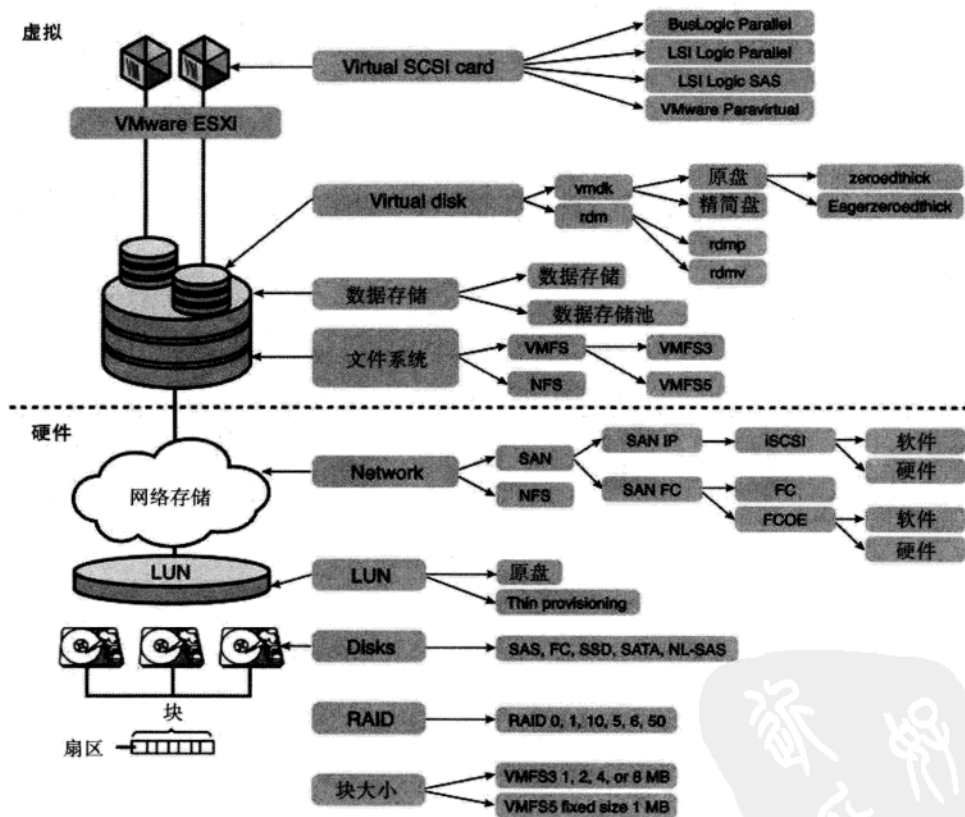 虚拟
VM
VM
VMware ESXi
Virtual SCSI card
BusLogic Parallel
LSI Logic Parallel
LSI Logic SAS
VMware Paravirtual
Virtual disk
vmdk
rdm
原盘
精简盘
zeroedthick
Eagerzeroedthick
rdmp
rdmv
数据存储
数据存储
数据存储池
文件系统
VMFS
NFS
VMFS3
VMFS5
硬件
网络存储
Network
SAN
NFS
SAN IP
SAN FC
iSCSI
FC
FCOE
软件
硬件
软件
硬件
LUN
LUN
原盘
Thin provisioning
Disks
SAS, FC, SSD, SATA, NL-SAS
块
扇区
RAID
RAID 0, 1, 10, 5, 6, 50
块大小
VMFS3 1, 2, 4, or 8 MB
VMFS5 fixed size 1 MB